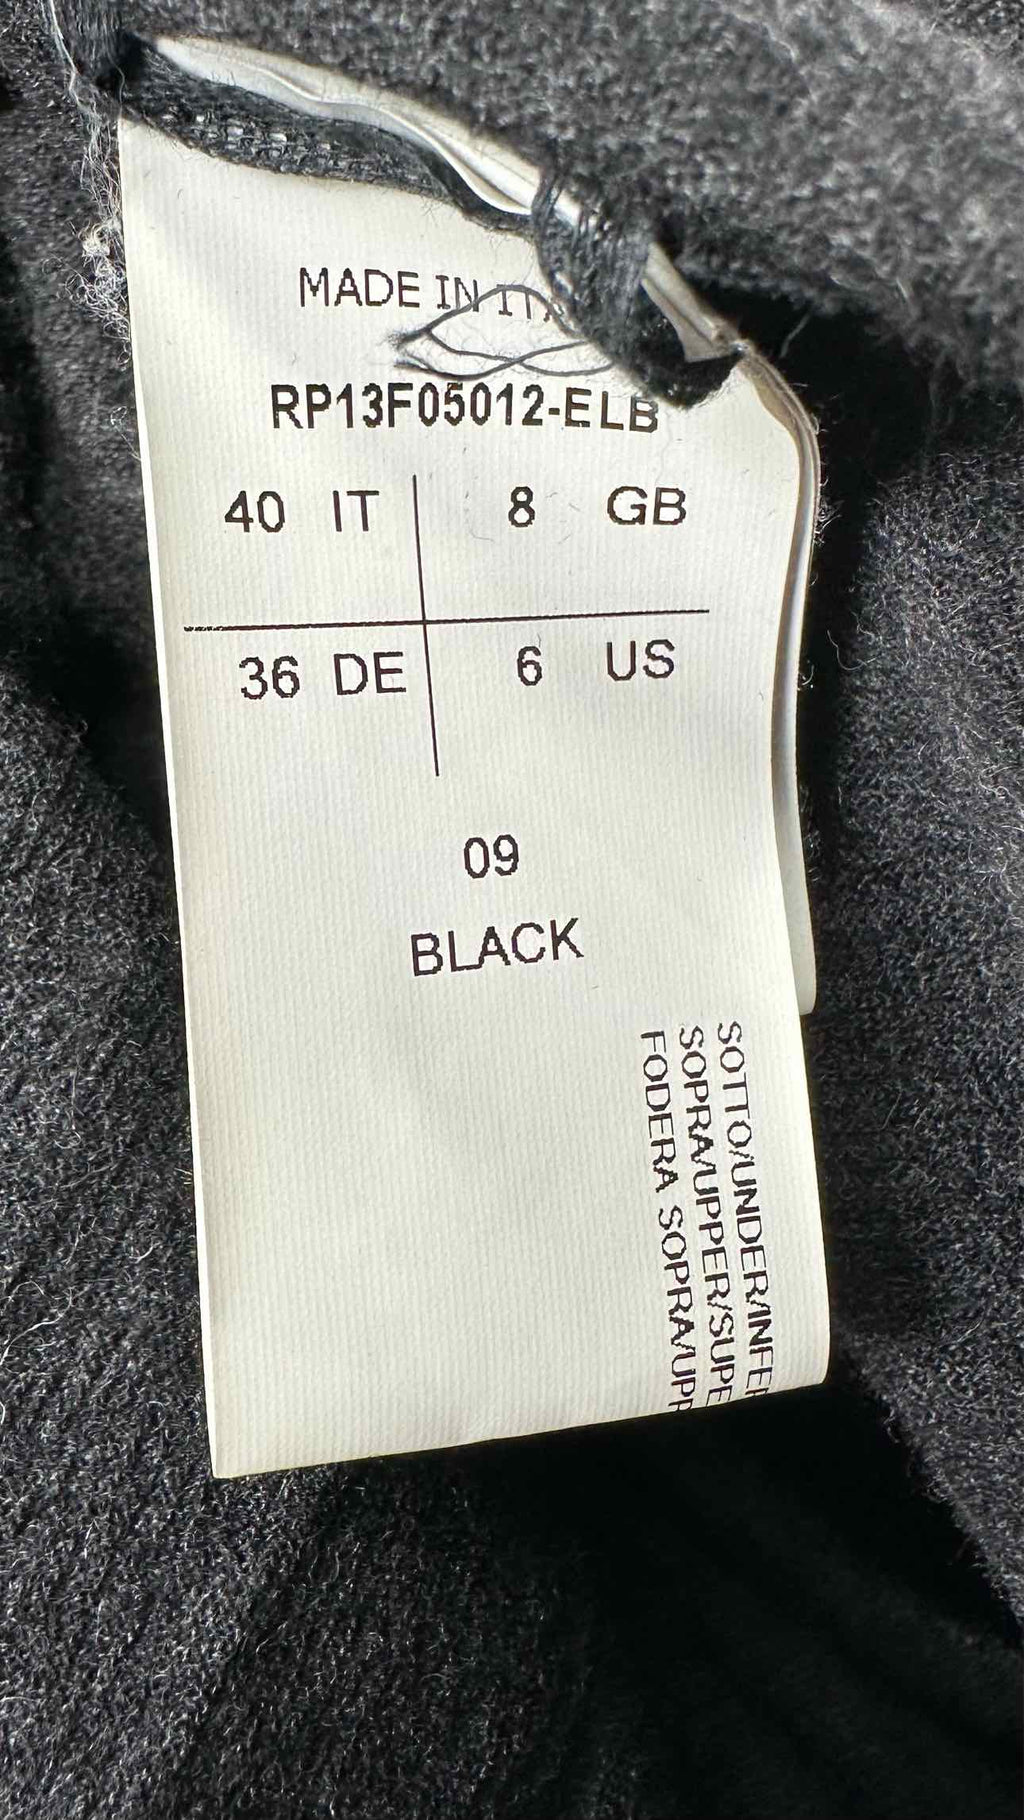 MADE IN
RP13F05012-ELB
40 IT 8 GB
36 DE 6 US
09
BLACK
SOTTO/UNDER/INFE
SOPRA/UPPER/SUPE
FODERA SOPRA/UPP